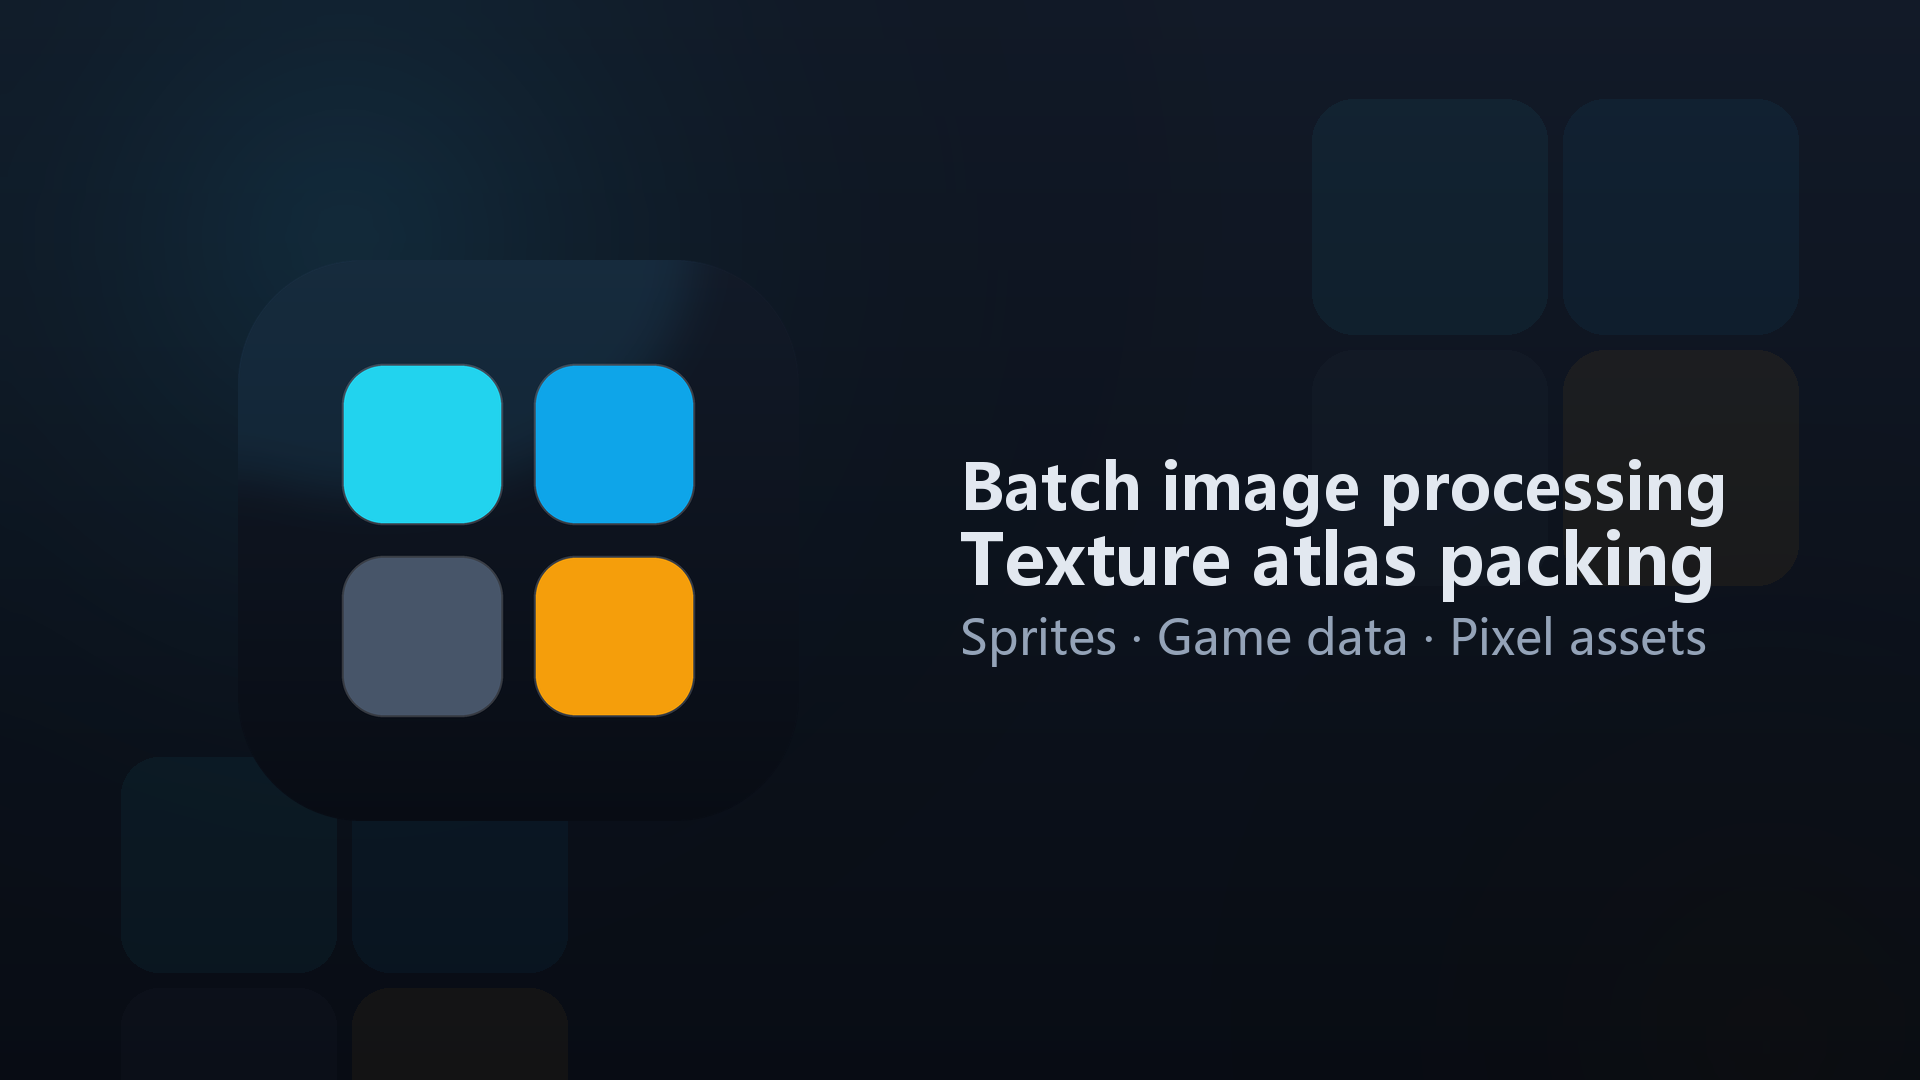 Batch image processing
Texture atlas packing
Sprites · Game data · Pixel assets